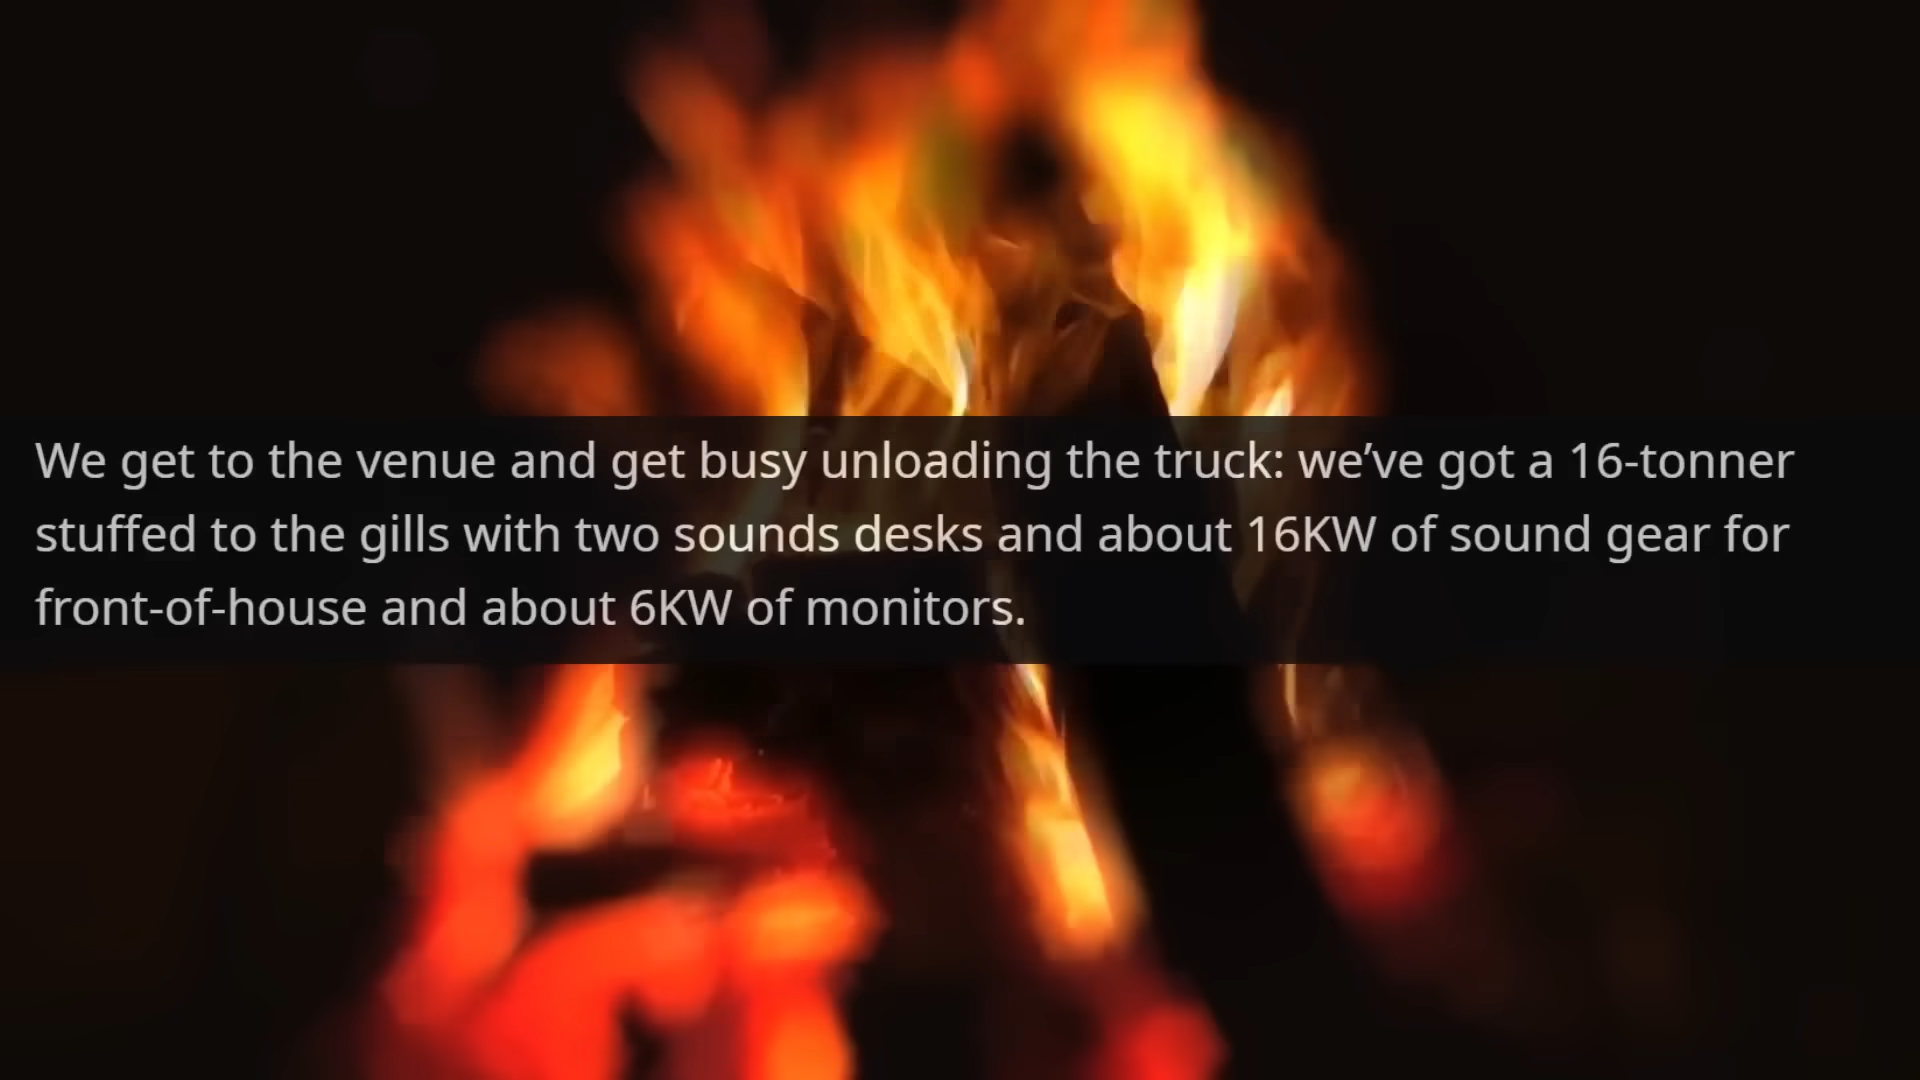 We get to the venue and get busy unloading the truck: we’ve got a 16-tonner
stuffed to the gills with two sounds desks and about 16KW of sound gear for
front-of-house and about 6KW of monitors.